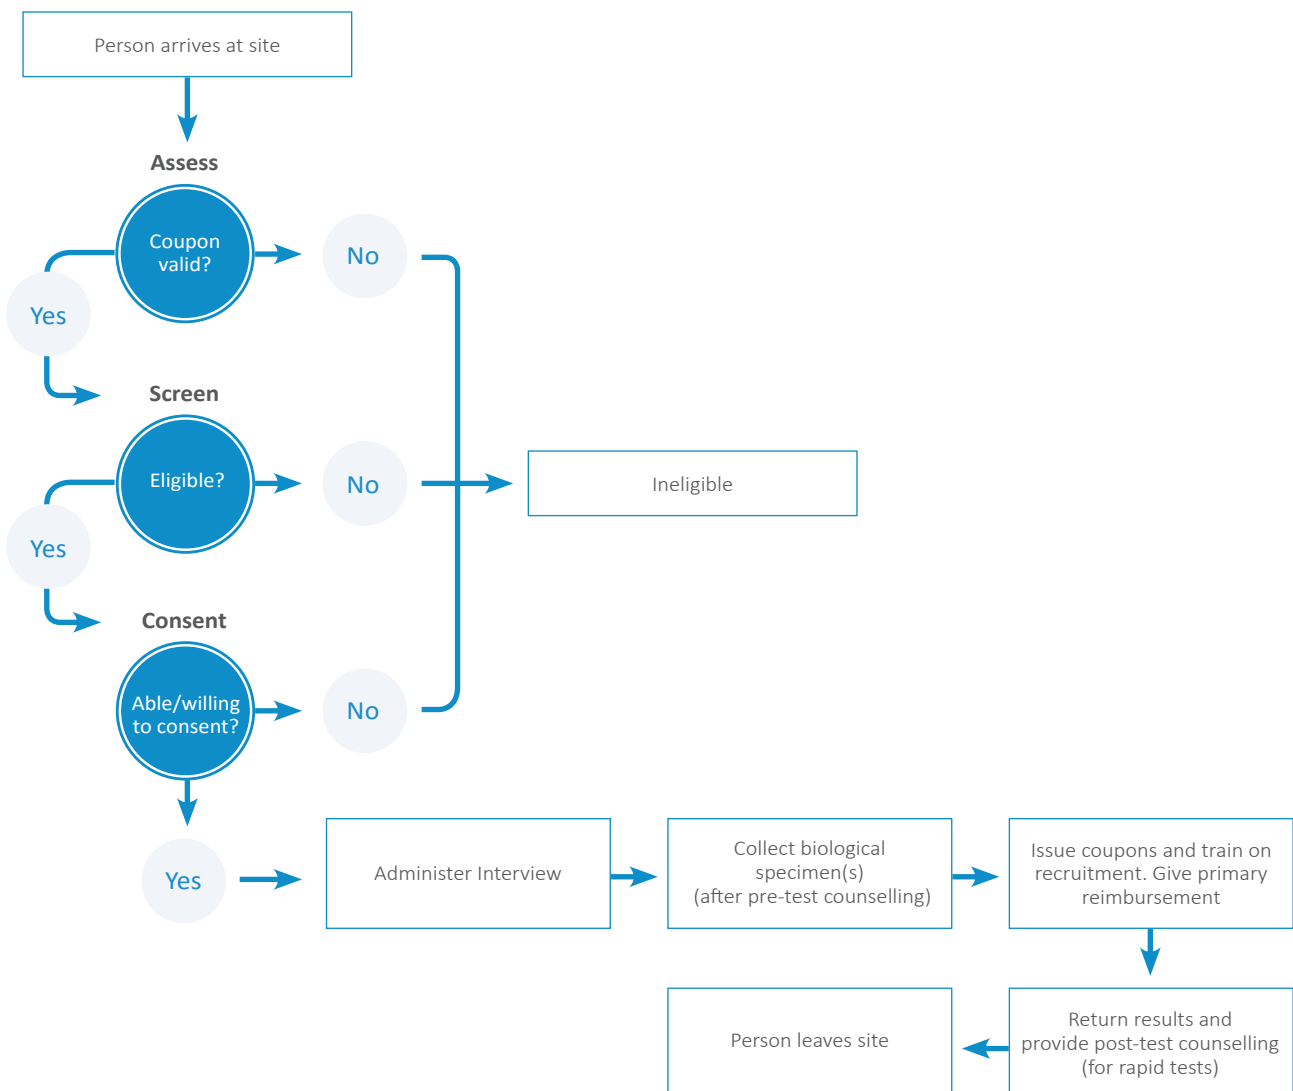 Person arrives at site
Assess
Coupon
valid?
No
Yes
Screen
Eligible?
No
Ineligible
Yes
Consent
Able/willing
to consent?
No
Yes
Administer Interview
Collect biological
specimen(s)
(after pre-test counselling)
Issue coupons and train on
recruitment. Give primary
reimbursement
Person leaves site
Return results and
provide post-test counselling
(for rapid tests)